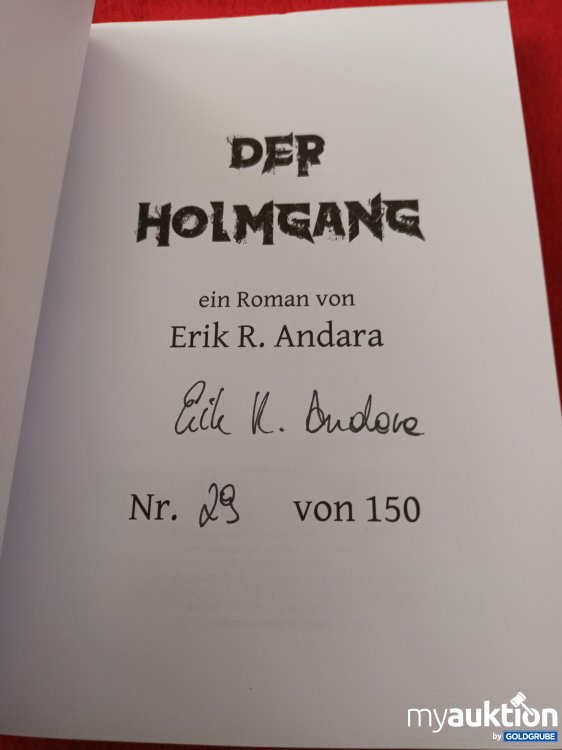 DER
HOLMGANG
ein Roman von
Erik R. Andara
Erik R. Andara
Nr. 29 von 150
myauktion
by GOLDGRUBE